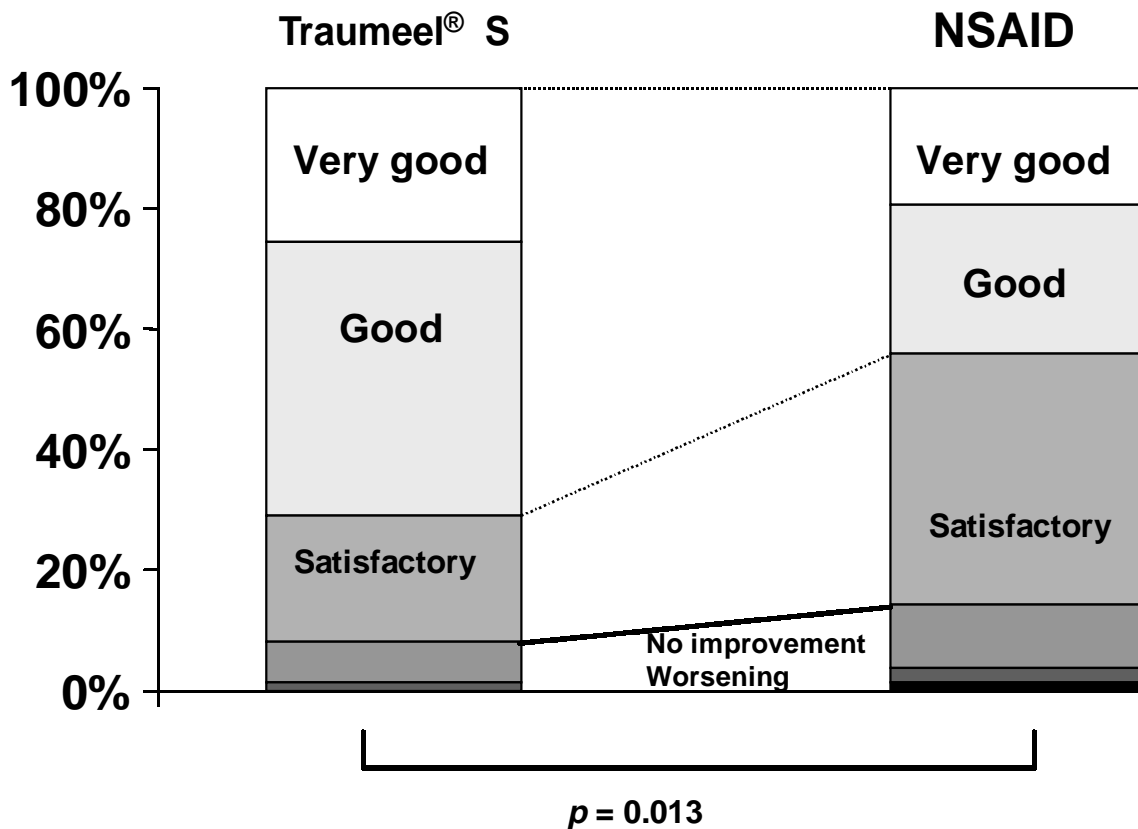 Traumeel® S
NSAID
100%
80%
60%
40%
20%
0%
Very good
Good
Satisfactory
Very good
Good
Satisfactory
No improvement
Worsening
p = 0.013